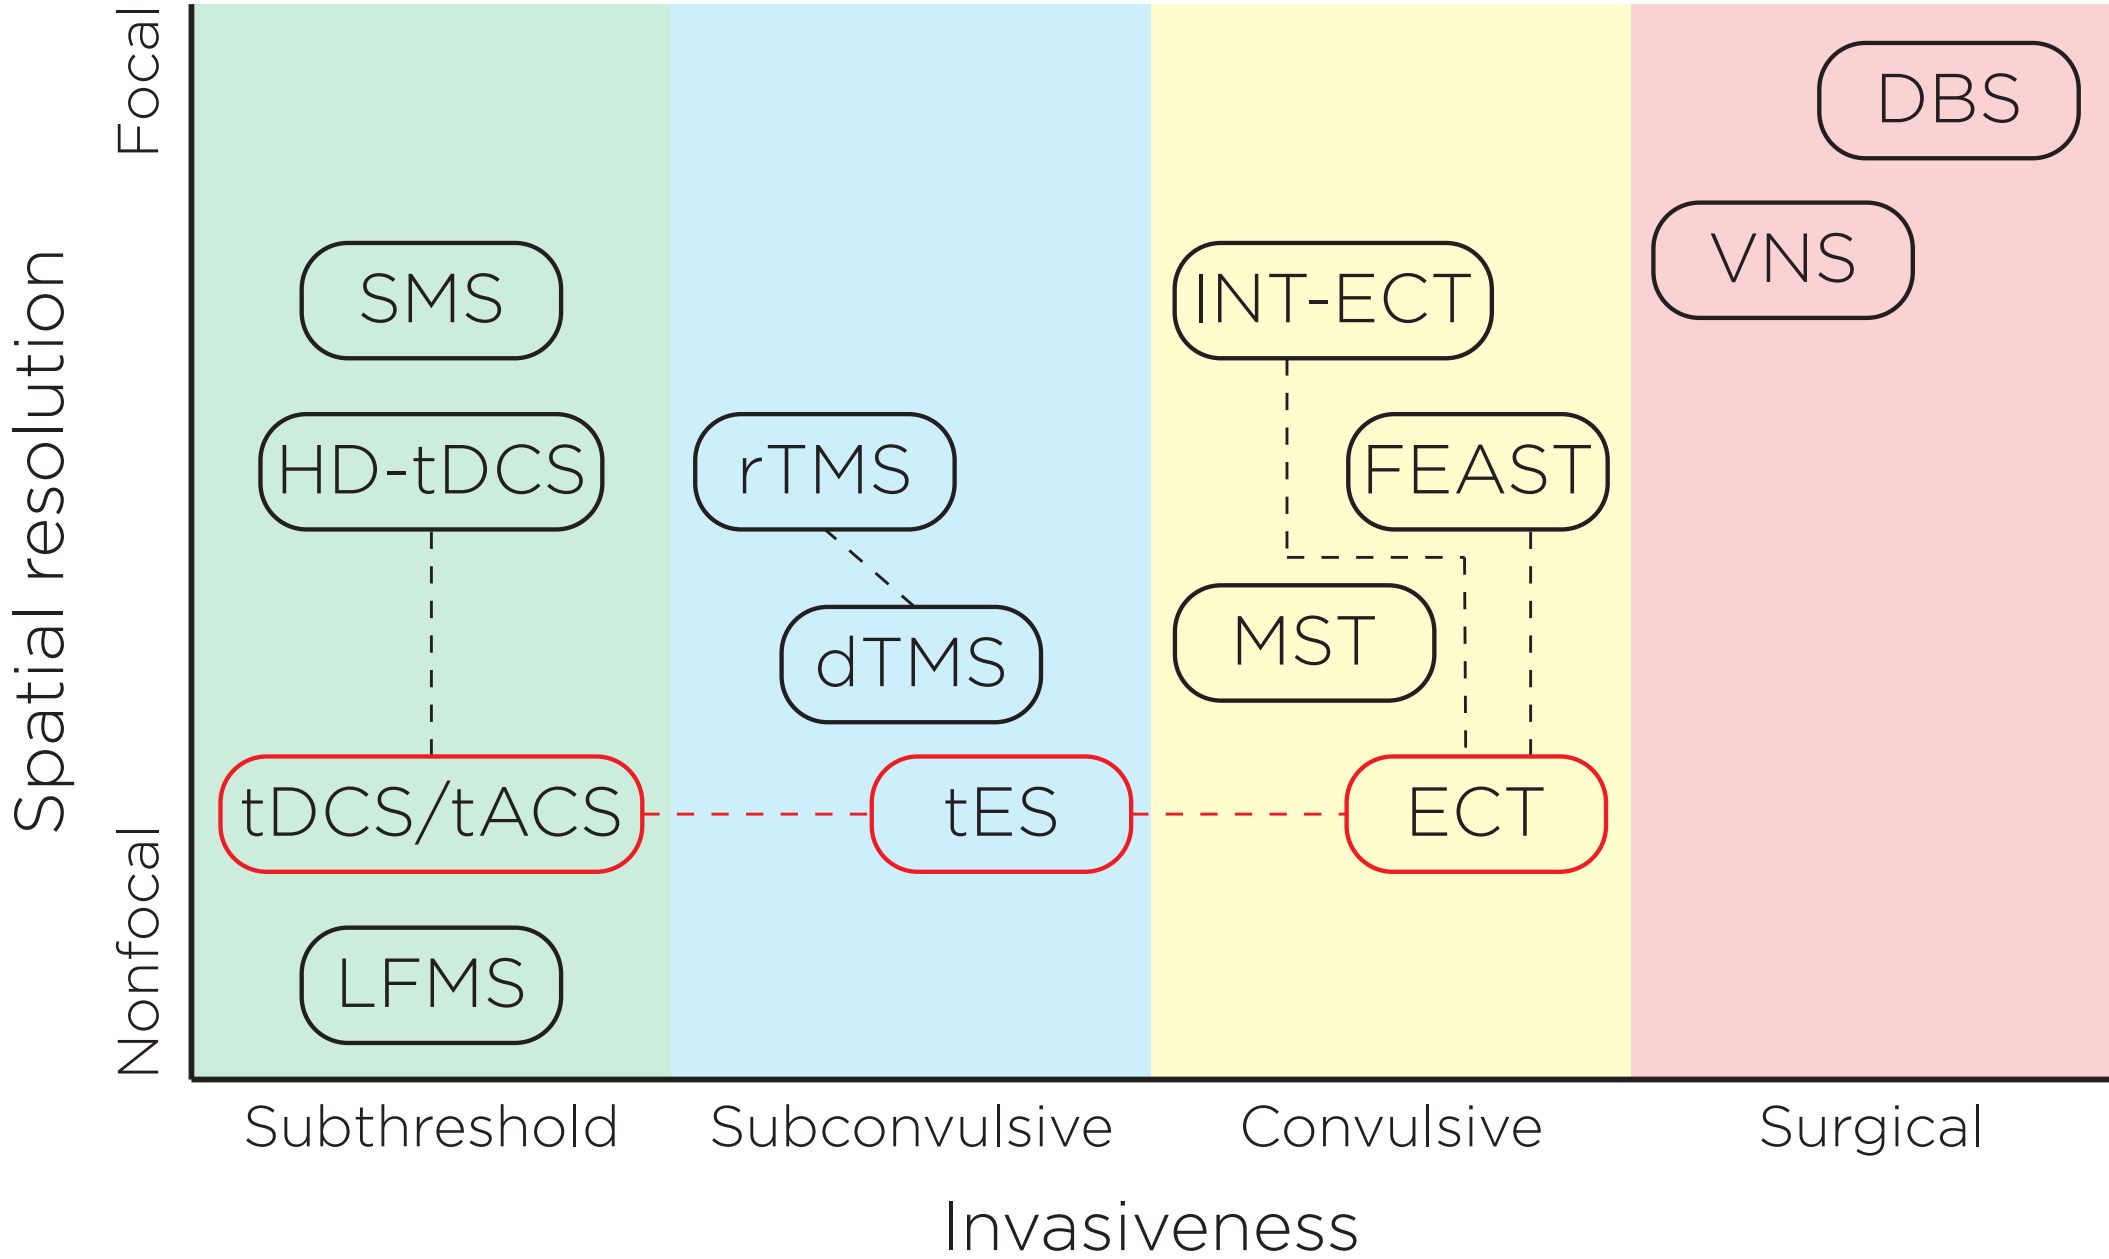 Spatial resolution
Focal
Nonfocal
DBS
VNS
SMS
INT-ECT
HD-tDCS
rTMS
FEAST
MST
dTMS
tDCS/tACS
tES
ECT
LFMS
Subthreshold
Subconvulsive
Convulsive
Surgical
Invasiveness